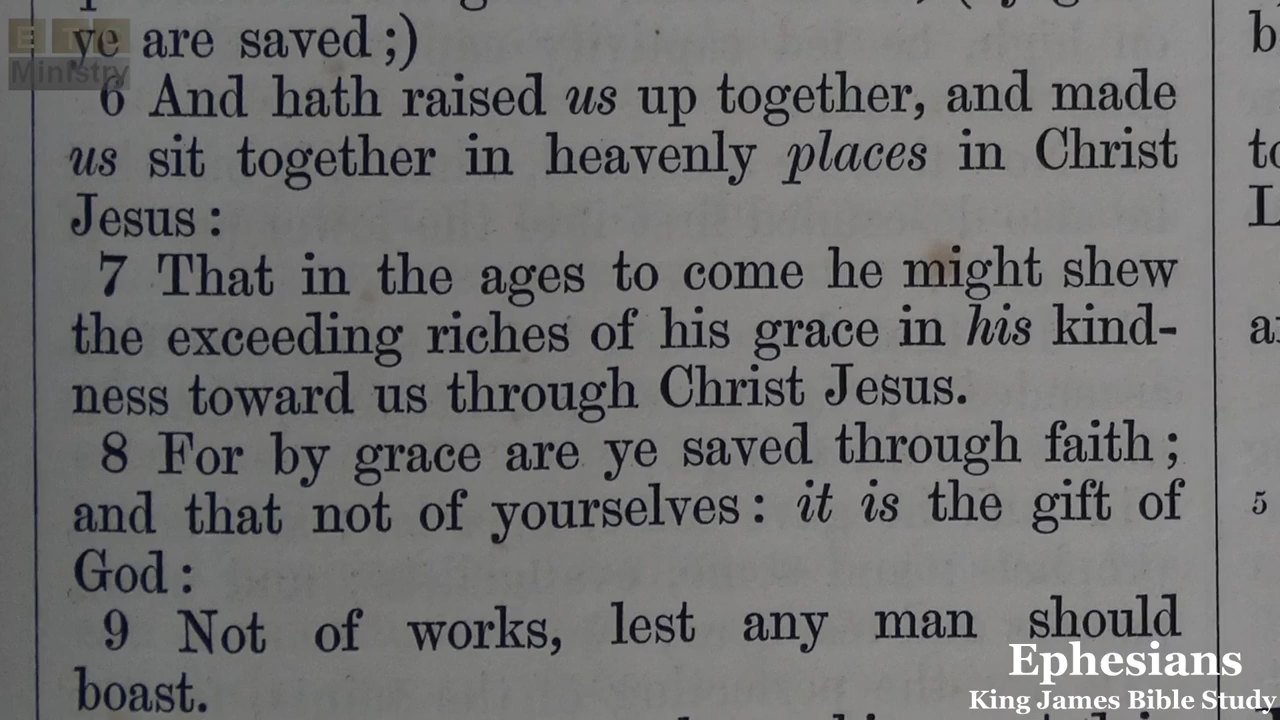 ETM
Ministry
ye are saved ;)
6 And hath raised us up together, and made
us sit together in heavenly places in Christ
Jesus :
7 That in the ages to come he might shew
the exceeding riches of his grace in his kind-
ness toward us through Christ Jesus.
8 For by grace are ye saved through faith ;
and that not of yourselves : it is the gift of
God :
9 Not of works, lest any man should
boast.
5
Ephesians
King James Bible Study